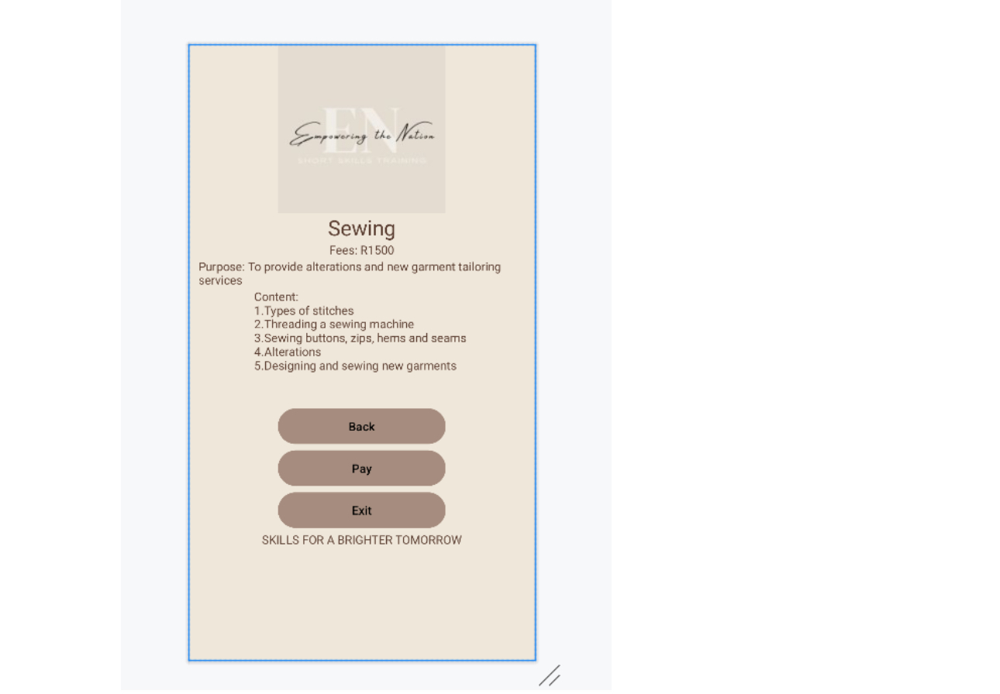 EN
Empowering the Nation
SHORT SKILLS TRAINING
Sewing
Fees: R1500
Purpose: To provide alterations and new garment tailoring
services
Content:
1.Types of stitches
2.Threading a sewing machine
3.Sewing buttons, zips, hems and seams
4.Alterations
5.Designing and sewing new garments
Back
Pay
Exit
SKILLS FOR A BRIGHTER TOMORROW